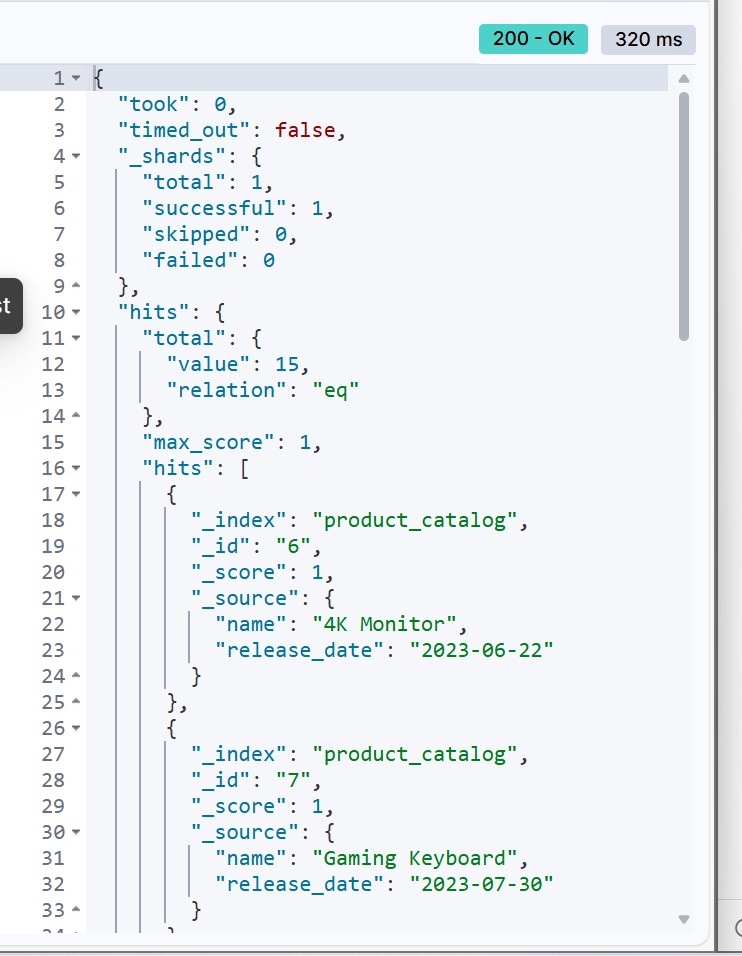 200 - OK 320 ms
st
1 {
2 "took": 0,
3 "timed_out": false,
4 "_shards": {
5 "total": 1,
6 "successful": 1,
7 "skipped": 0,
8 "failed": 0
9 },
10 "hits": {
11 "total": {
12 "value": 15,
13 "relation": "eq"
14 },
15 "max_score": 1,
16 "hits": [
17 {
18 "_index": "product_catalog",
19 "_id": "6",
20 "_score": 1,
21 "_source": {
22 "name": "4K Monitor",
23 "release_date": "2023-06-22"
24 }
25 },
26 {
27 "_index": "product_catalog",
28 "_id": "7",
29 "_score": 1,
30 "_source": {
31 "name": "Gaming Keyboard",
32 "release_date": "2023-07-30"
33 }